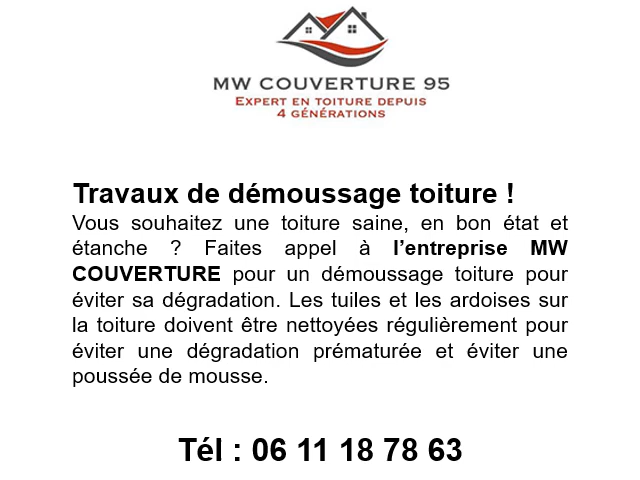 MW COUVERTURE 95
EXPERT EN TOITURE DEPUIS
4 GÉNÉRATIONS
Travaux de démoussage toiture !
Vous souhaitez une toiture saine, en bon état et
étanche ? Faites appel à l’entreprise MW
COUVERTURE pour un démoussage toiture pour
éviter sa dégradation. Les tuiles et les ardoises sur
la toiture doivent être nettoyées régulièrement pour
éviter une dégradation prématurée et éviter une
poussée de mousse.
Tél : 06 11 18 78 63